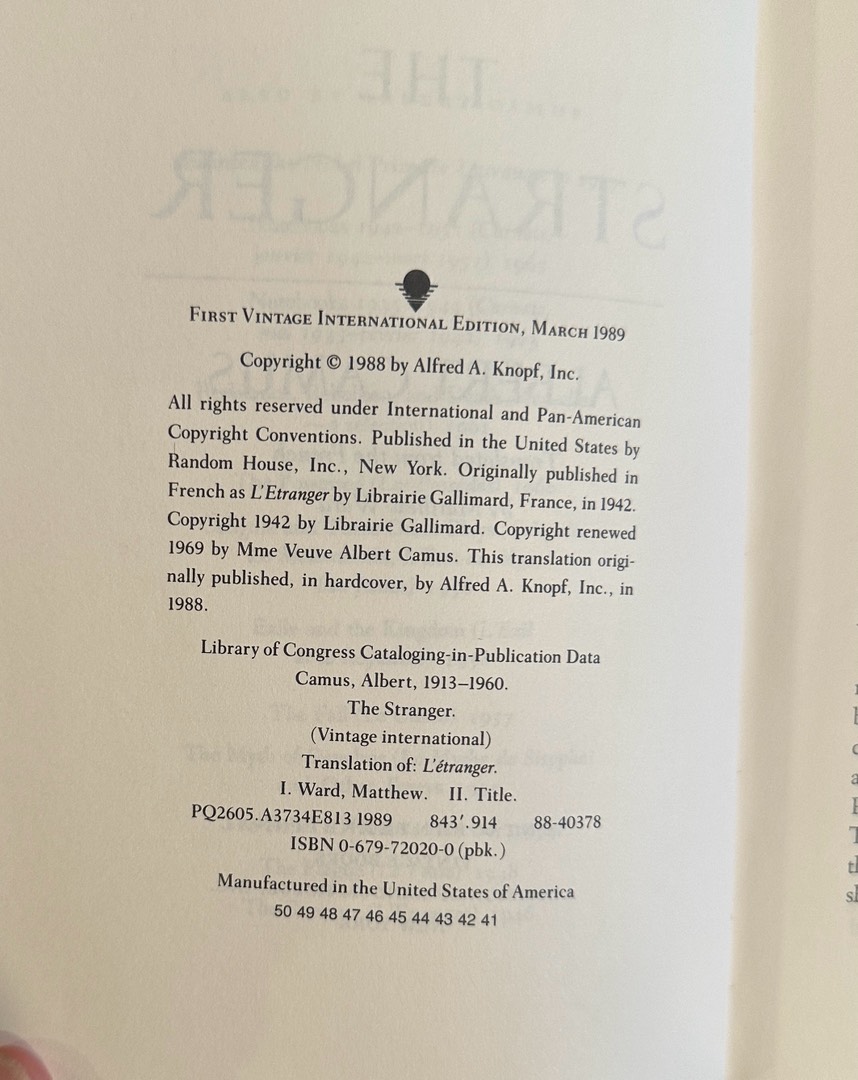 THE
STRANGER
FIRST VINTAGE INTERNATIONAL EDITION, MARCH 1989
Copyright © 1988 by Alfred A. Knopf, Inc.
All rights reserved under International and Pan-American
Copyright Conventions. Published in the United States by
Random House, Inc., New York. Originally published in
French as L'Etranger by Librairie Gallimard, France, in 1942.
Copyright 1942 by Librairie Gallimard. Copyright renewed
1969 by Mme Veuve Albert Camus. This translation origi-
nally published, in hardcover, by Alfred A. Knopf, Inc., in
1988.
Library of Congress Cataloging-in-Publication Data
Camus, Albert, 1913–1960.
The Stranger.
(Vintage international)
Translation of: L'étranger.
I. Ward, Matthew. II. Title.
PQ2605.A3734E813 1989 843′.914 88-40378
ISBN 0-679-72020-0 (pbk.)
Manufactured in the United States of America
50 49 48 47 46 45 44 43 42 41